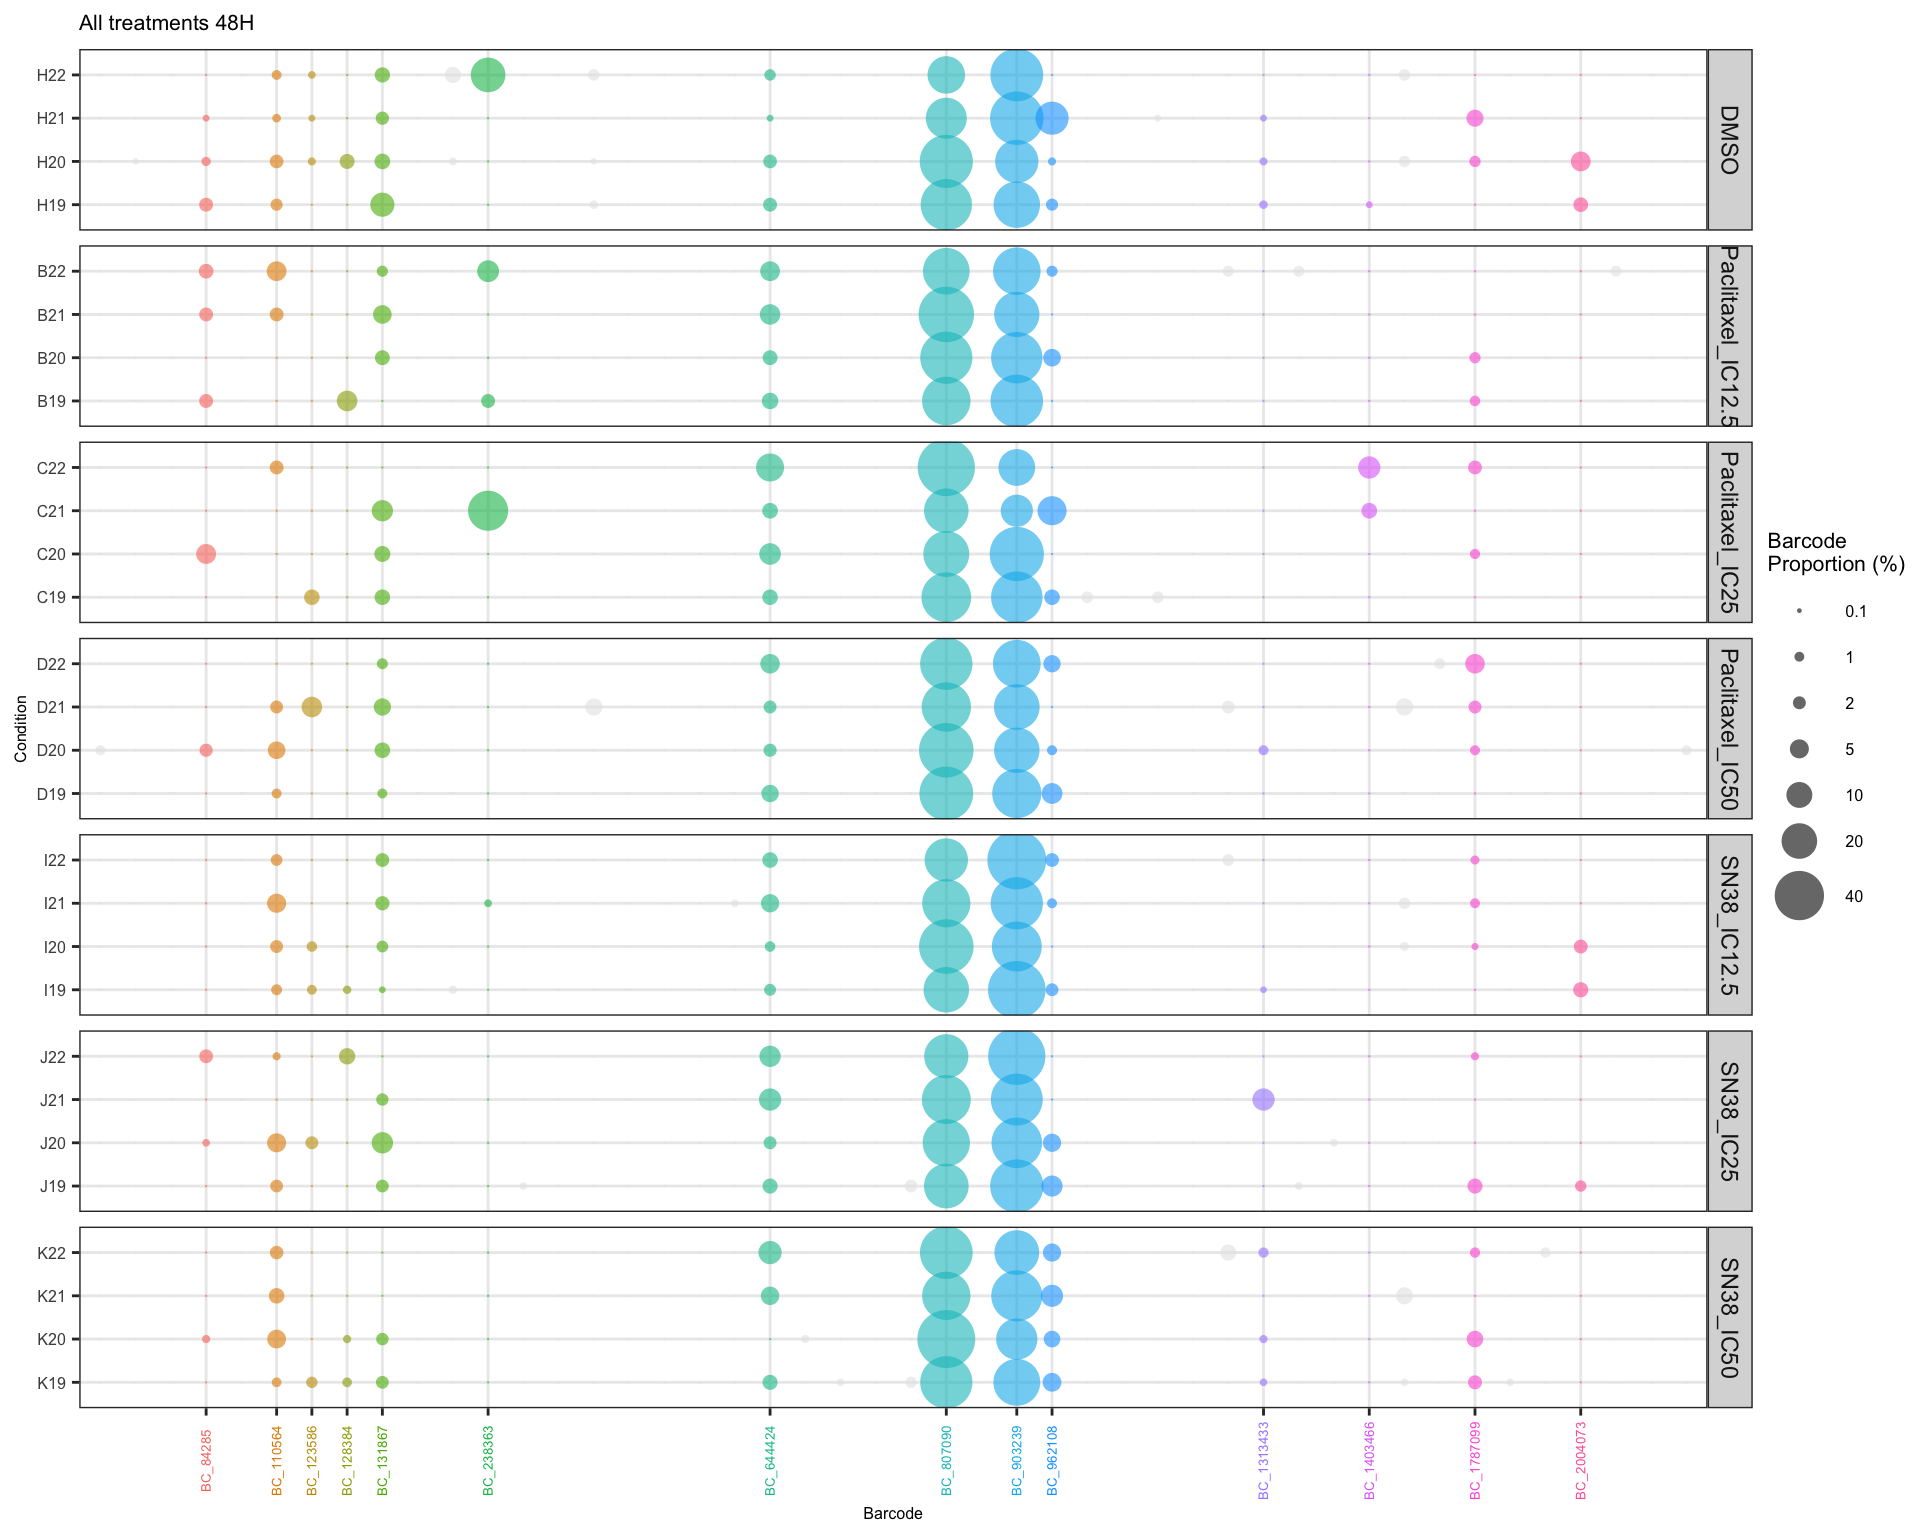 All treatments 48H
H22
H21
H20
H19
DMSO
B22
B21
B20
B19
Paclitaxel_IC12.5
C22
C21
C20
C19
Paclitaxel_IC25
D22
D21
D20
D19
Paclitaxel_IC50
I22
I21
I20
I19
SN38_IC12.5
J22
J21
J20
J19
SN38_IC25
K22
K21
K20
K19
SN38_IC50
Condition
BC_84285
BC_110564
BC_123586
BC_128384
BC_131867
BC_238363
BC_644424
BC_807090
BC_903239
BC_962108
BC_1313433
BC_1403466
BC_1787099
BC_2004073
Barcode
Barcode
Proportion (%)
0.1
1
2
5
10
20
40